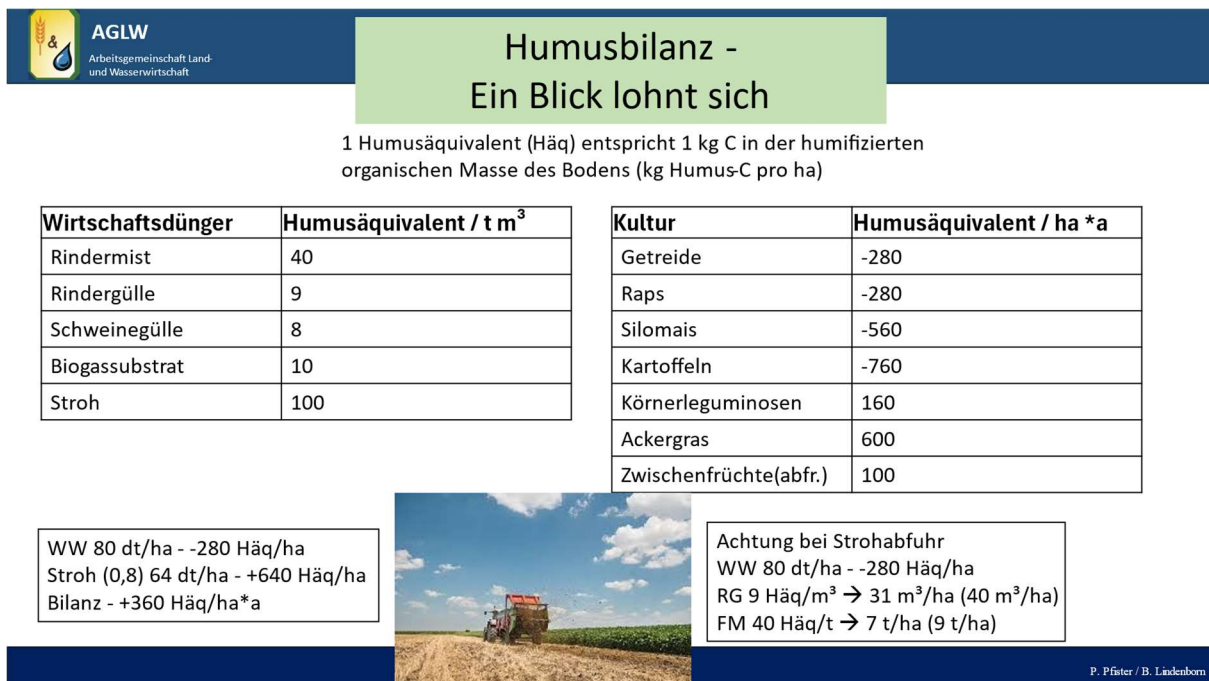 AGLW
Arbeitsgemeinschaft Land-
und Wasserwirtschaft
&
Humusbilanz -
Ein Blick lohnt sich
1 Humusäquivalent (Häq) entspricht 1 kg C in der humifizierten
organischen Masse des Bodens (kg Humus-C pro ha)
Wirtschaftsdünger Humusäquivalent / t m³
Rindermist 40
Rindergülle 9
Schweinegülle 8
Biogassubstrat 10
Stroh 100
Kultur Humusäquivalent / ha *a
Getreide -280
Raps -280
Silomais -560
Kartoffeln -760
Körnerleguminosen 160
Ackergras 600
Zwischenfrüchte(abfr.) 100
WW 80 dt/ha - -280 Häq/ha
Stroh (0,8) 64 dt/ha - +640 Häq/ha
Bilanz - +360 Häq/ha*a
Achtung bei Strohabfuhr
WW 80 dt/ha - -280 Häq/ha
RG 9 Häq/m³ → 31 m³/ha (40 m³/ha)
FM 40 Häq/t → 7 t/ha (9 t/ha)
P. Pfister / B. Lindenborn